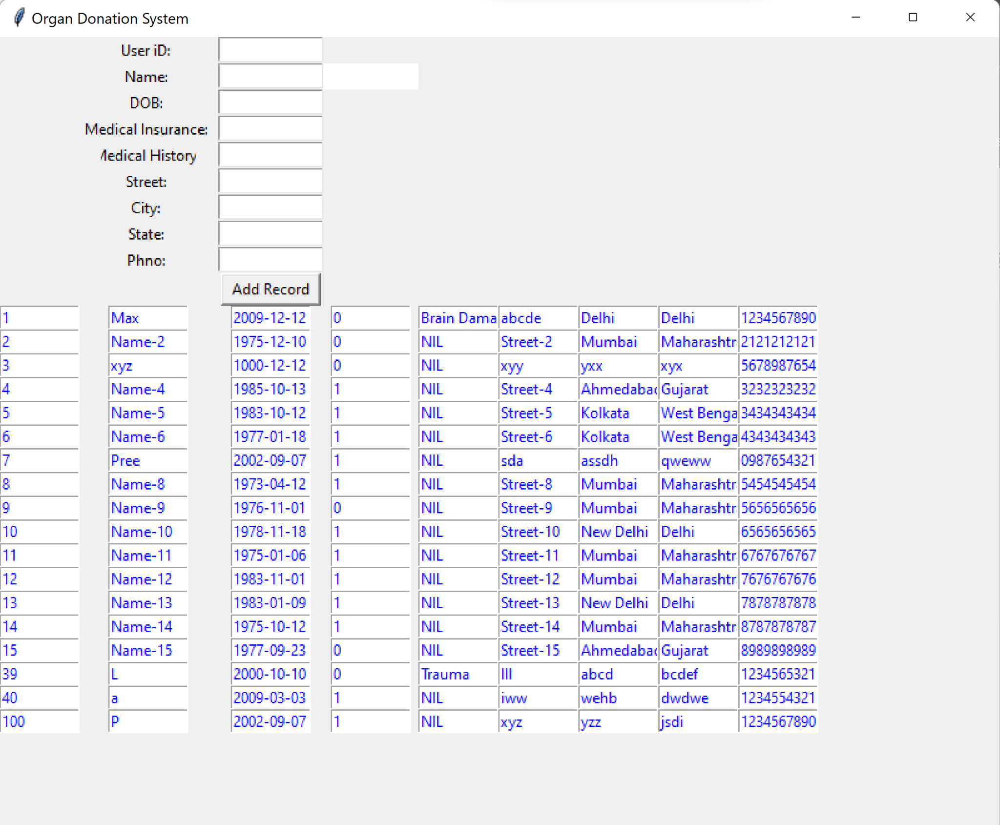 Organ Donation System
User iD:
Name:
DOB:
Medical Insurance:
Medical History
Street:
City:
State:
Phno:
Add Record
1 Max 2009-12-12 0 Brain Dama abcde Delhi Delhi 1234567890
2 Name-2 1975-12-10 0 NIL Street-2 Mumbai Maharashtr 2121212121
3 xyz 1000-12-12 0 NIL xyy yxx xyx 5678987654
4 Name-4 1985-10-13 1 NIL Street-4 Ahmedabad Gujarat 3232323232
5 Name-5 1983-10-12 1 NIL Street-5 Kolkata West Benga 3434343434
6 Name-6 1977-01-18 1 NIL Street-6 Kolkata West Benga 4343434343
7 Pree 2002-09-07 1 NIL sda assdh qweww 0987654321
8 Name-8 1973-04-12 1 NIL Street-8 Mumbai Maharashtr 5454545454
9 Name-9 1976-11-01 0 NIL Street-9 Mumbai Maharashtr 5656565656
10 Name-10 1978-11-18 1 NIL Street-10 New Delhi Delhi 6565656565
11 Name-11 1975-01-06 1 NIL Street-11 Mumbai Maharashtr 6767676767
12 Name-12 1983-11-01 1 NIL Street-12 Mumbai Maharashtr 7676767676
13 Name-13 1983-01-09 1 NIL Street-13 New Delhi Delhi 7878787878
14 Name-14 1975-10-12 1 NIL Street-14 Mumbai Maharashtr 8787878787
15 Name-15 1977-09-23 0 NIL Street-15 Ahmedabad Gujarat 8989898989
39 L 2000-10-10 0 Trauma lll abcd bcdef 1234565321
40 a 2009-03-03 1 NIL iww wehb dwdwe 1234554321
100 P 2002-09-07 1 NIL xyz yzz jsdi 1234567890